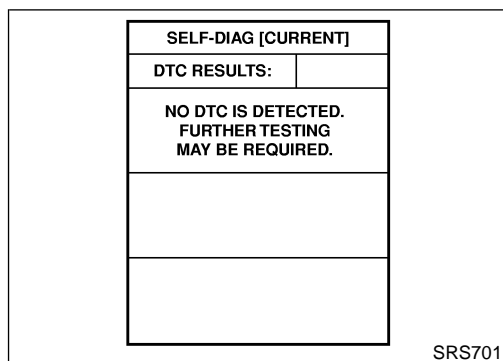 SELF-DIAG [CURRENT]
DTC RESULTS:
NO DTC IS DETECTED.
FURTHER TESTING
MAY BE REQUIRED.
SRS701